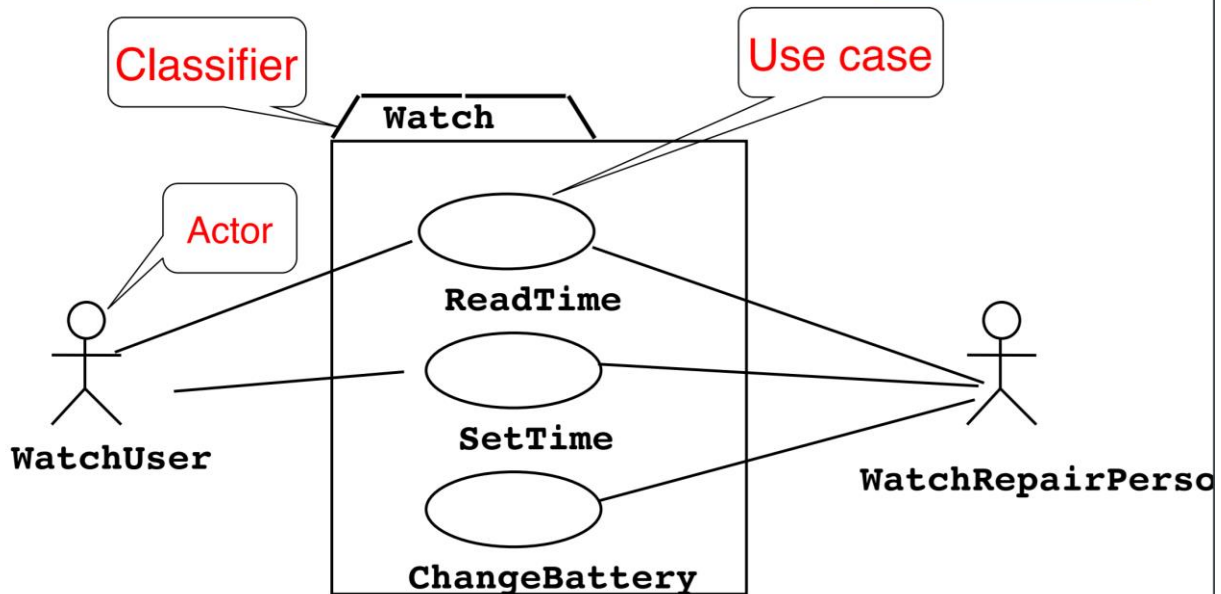 Classifier
Use case
Watch
Actor
ReadTime
SetTime
WatchUser
WatchRepairPerso
ChangeBattery